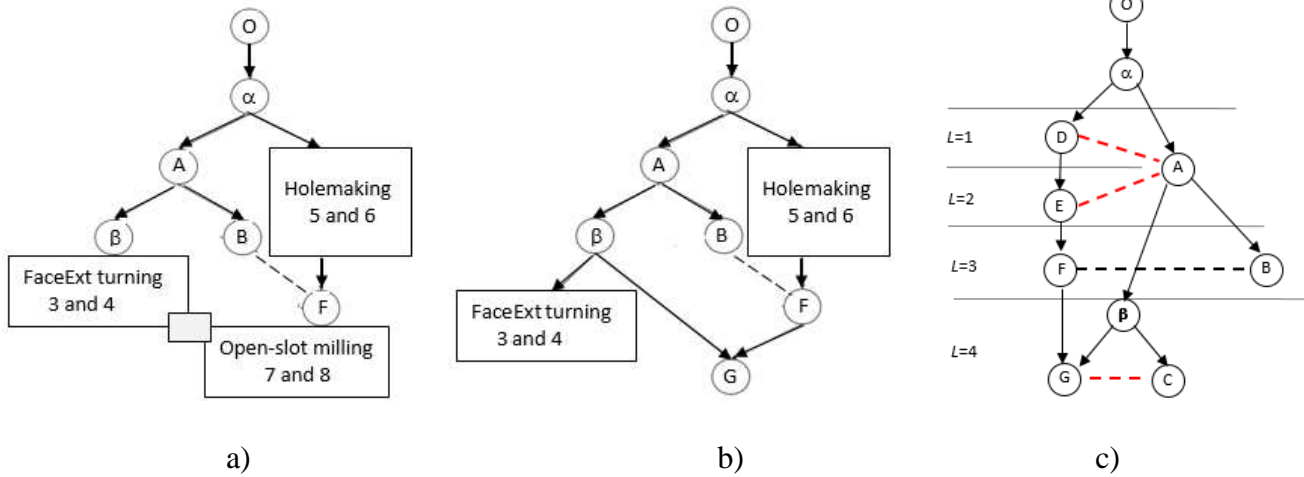 O
α
A
Holemaking
5 and 6
β
B
FaceExt turning
3 and 4
F
Open-slot milling
7 and 8
a)
O
α
A
Holemaking
5 and 6
β
B
FaceExt turning
3 and 4
F
G
b)
O
α
L=1
D
A
L=2
E
L=3
F
B
β
L=4
G
C
c)